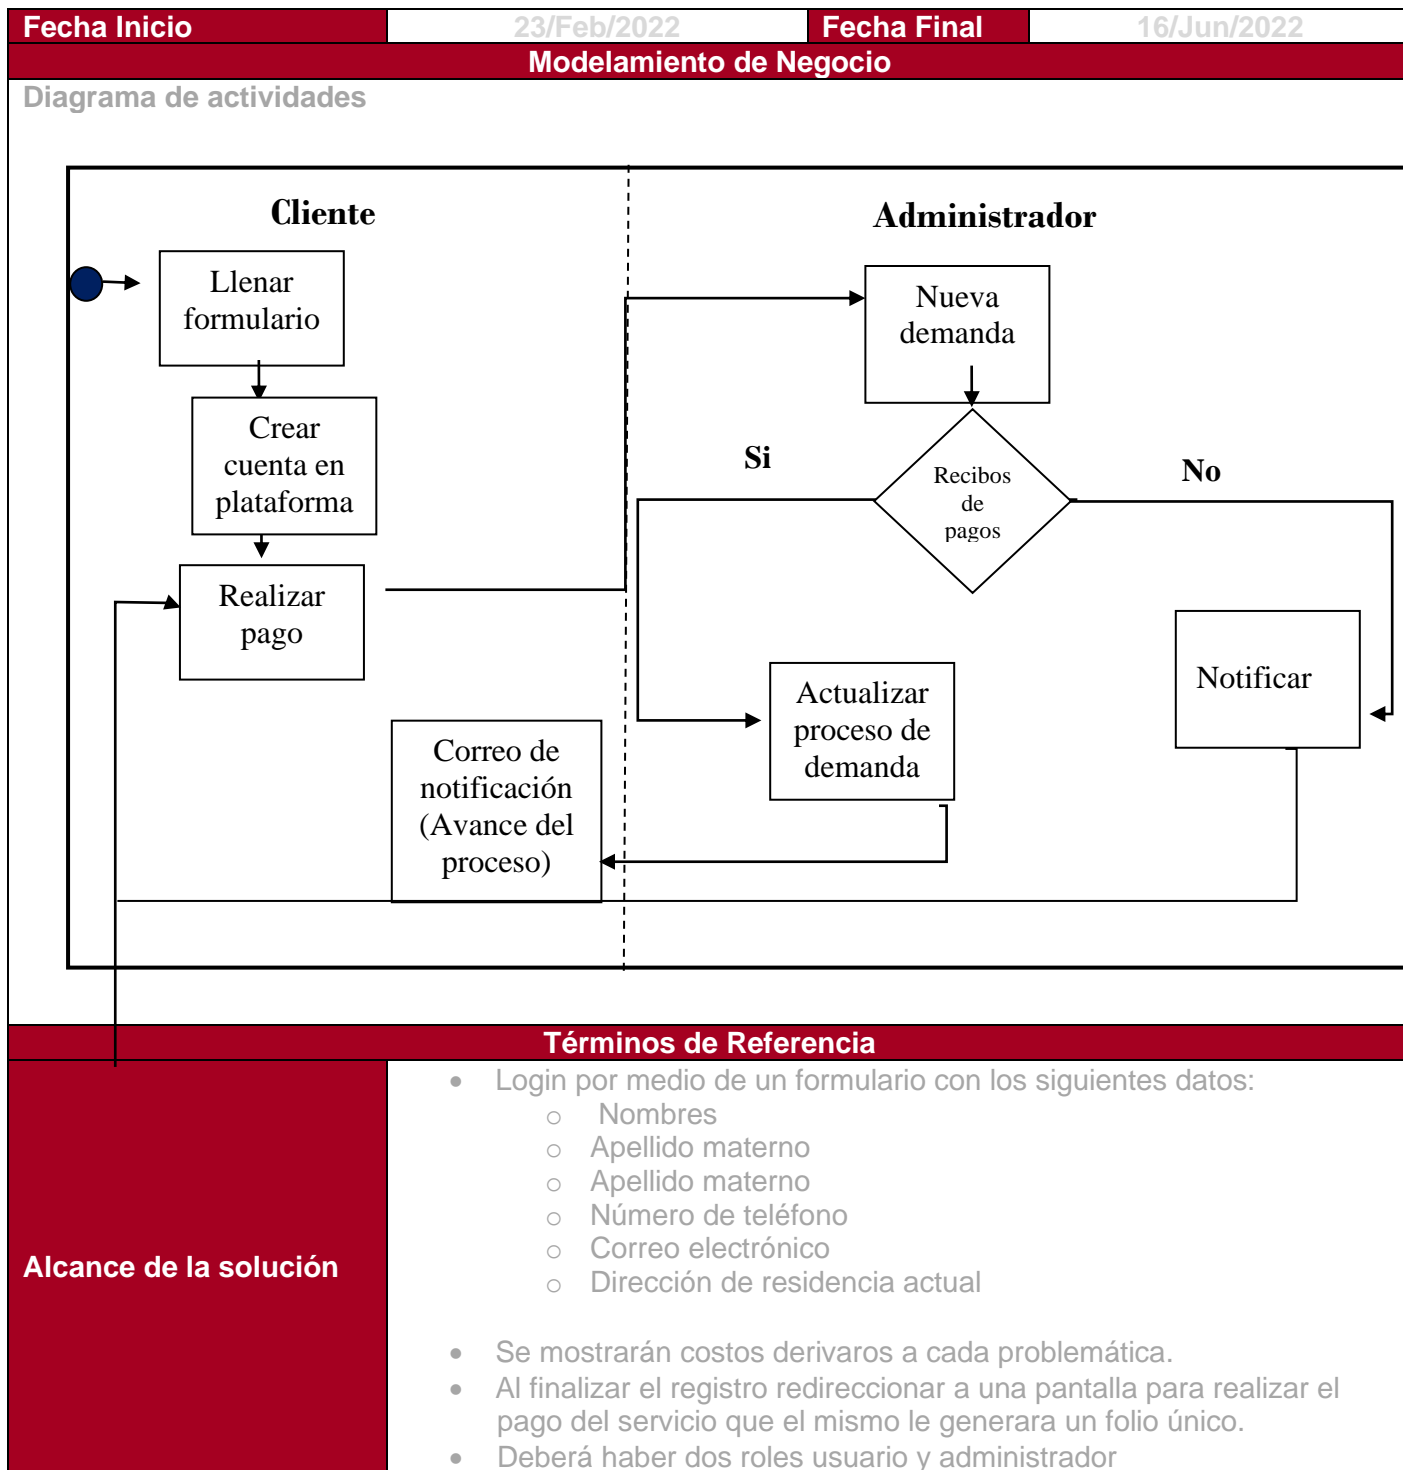 Fecha Inicio 23/Feb/2022 Fecha Final 16/Jun/2022
Modelamiento de Negocio
Diagrama de actividades
Cliente
Administrador
Llenar
formulario
Crear
cuenta en
plataforma
Realizar
pago
Correo de
notificación
(Avance del
proceso)
Nueva
demanda
Si
Recibos
de
pagos
No
Actualizar
proceso de
demanda
Notificar
Términos de Referencia
Alcance de la solución
• Login por medio de un formulario con los siguientes datos:
o Nombres
o Apellido materno
o Apellido materno
o Número de teléfono
o Correo electrónico
o Dirección de residencia actual
• Se mostrarán costos derivaros a cada problemática.
• Al finalizar el registro redireccionar a una pantalla para realizar el
pago del servicio que el mismo le generara un folio único.
• Deberá haber dos roles usuario y administrador